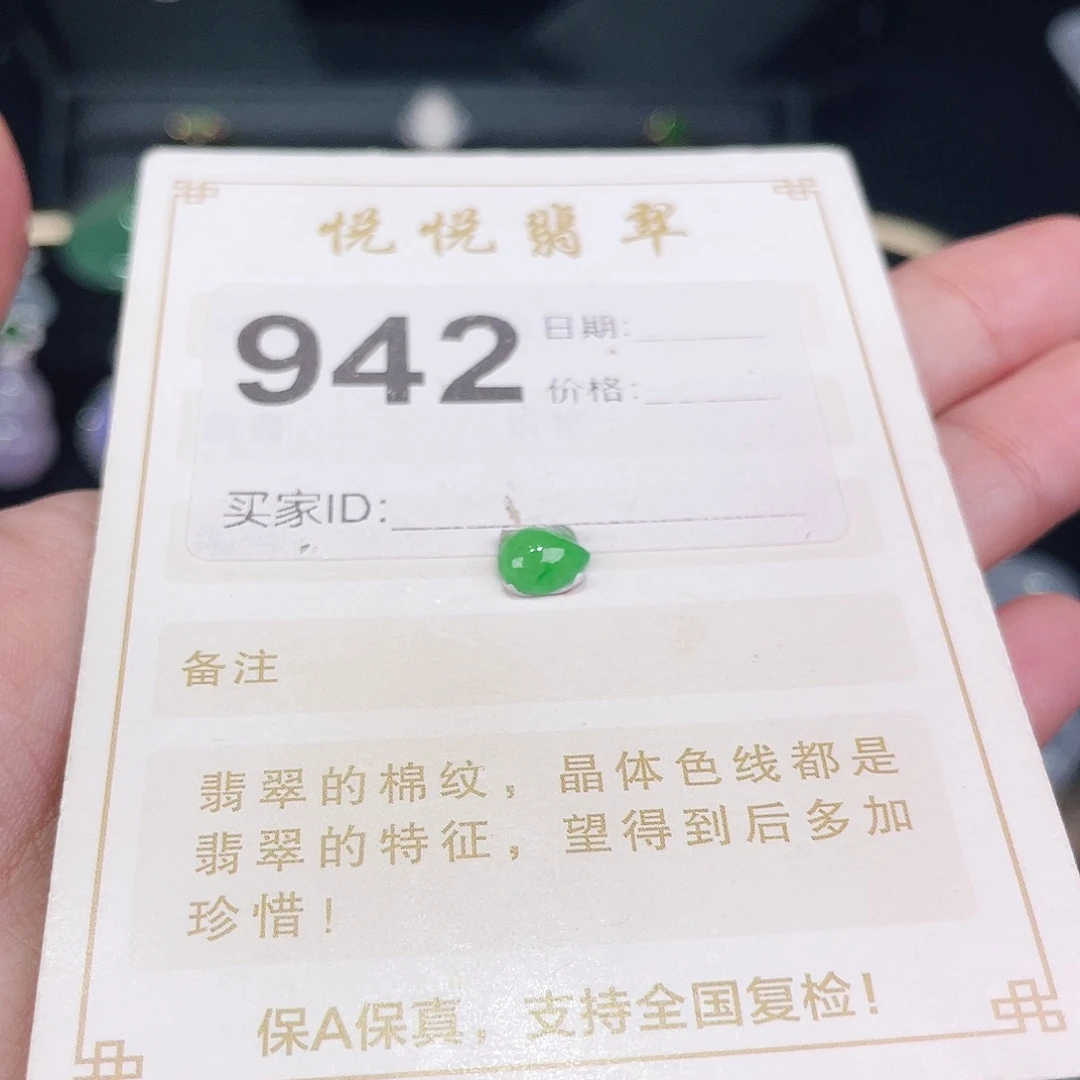 悦悦翡翠
942
日期:
价格:
买家ID:
备注
翡翠的棉纹，晶体色线都是
翡翠的特征，望得到后多加
珍惜！
保A保真，支持全国复检！